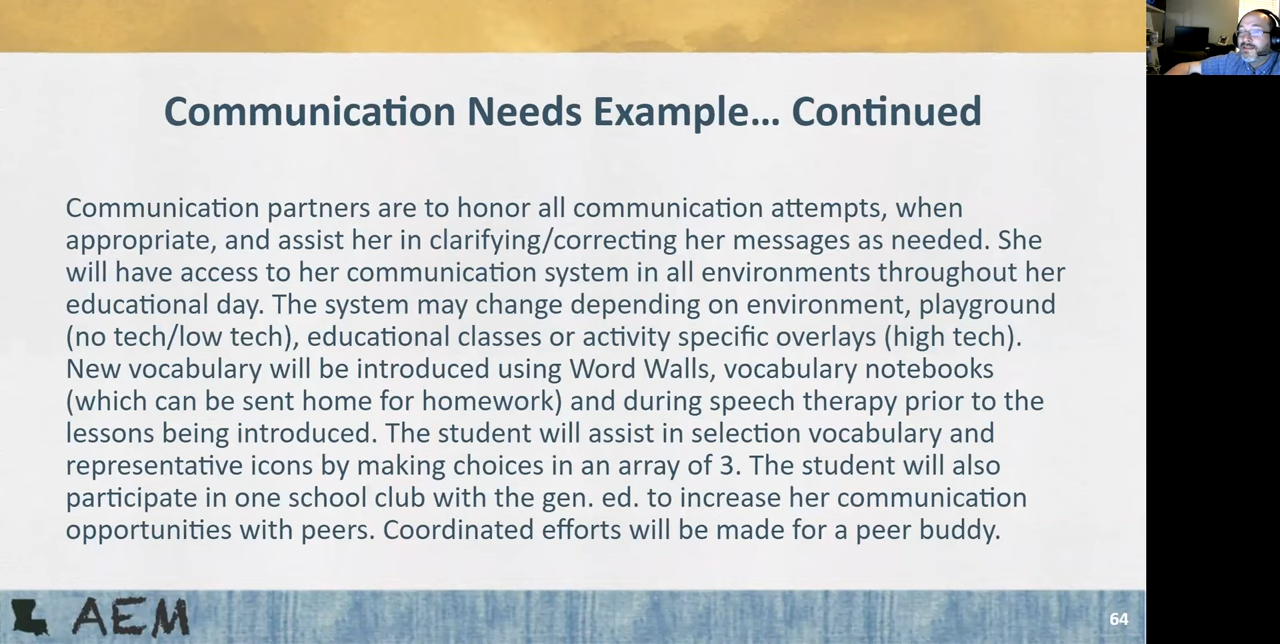 Communication Needs Example... Continued
Communication partners are to honor all communication attempts, when
appropriate, and assist her in clarifying/correcting her messages as needed. She
will have access to her communication system in all environments throughout her
educational day. The system may change depending on environment, playground
(no tech/low tech), educational classes or activity specific overlays (high tech).
New vocabulary will be introduced using Word Walls, vocabulary notebooks
(which can be sent home for homework) and during speech therapy prior to the
lessons being introduced. The student will assist in selection vocabulary and
representative icons by making choices in an array of 3. The student will also
participate in one school club with the gen. ed. to increase her communication
opportunities with peers. Coordinated efforts will be made for a peer buddy.
AEM
64